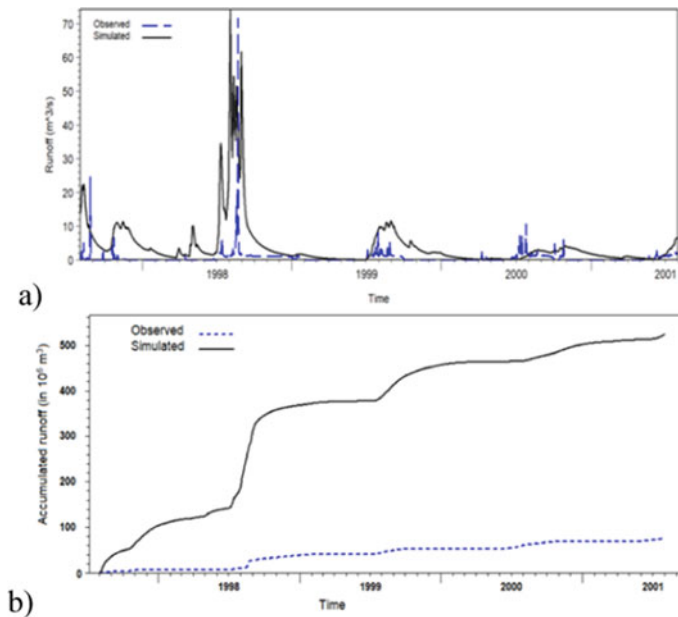 70
60
50
40
30
20
10
0
Runoff (m^3/s)
Observed
Simulated
1998
1999
2000
2001
Time
a)
500
400
300
200
100
0
Accumulated runoff (in 10⁶ m³)
Observed
Simulated
1998
1999
2000
2001
Time
b)